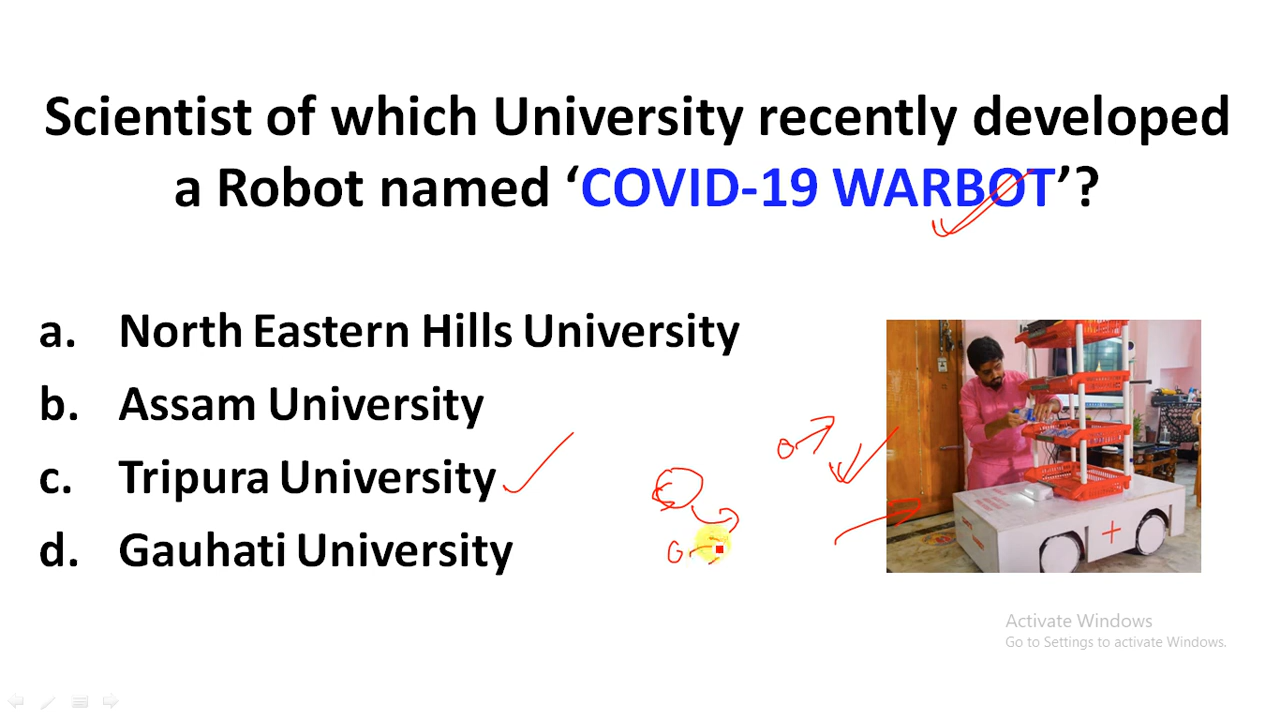 Scientist of which University recently developed
a Robot named ‘COVID-19 WARBOT’?
a. North Eastern Hills University
b. Assam University
c. Tripura University
d. Gauhati University
Activate Windows
Go to Settings to activate Windows.